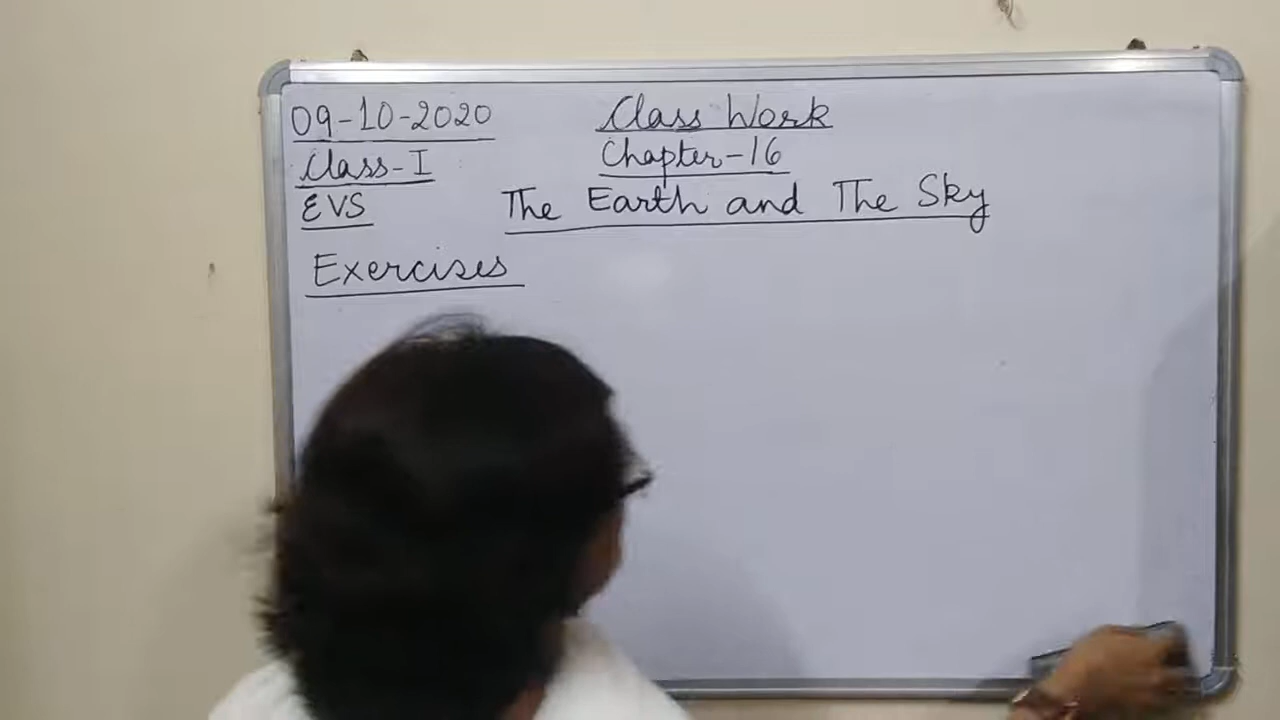 09-10-2020 Class Work
Class-I Chapter-16
EVS The Earth and The Sky
Exercises